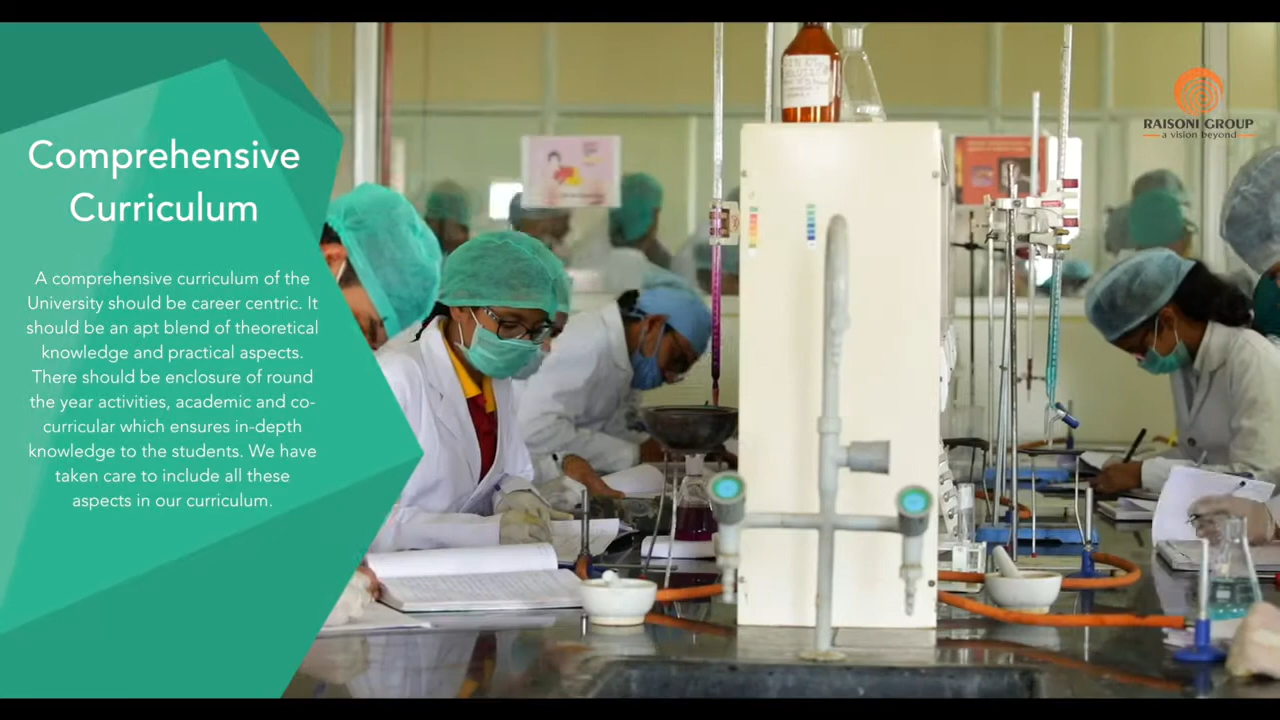 Comprehensive
Curriculum
A comprehensive curriculum of the
University should be career centric. It
should be an apt blend of theoretical
knowledge and practical aspects.
There should be enclosure of round
the year activities, academic and co-
curricular which ensures in-depth
knowledge to the students. We have
taken care to include all these
aspects in our curriculum.
RAISONI GROUP
a vision beyond